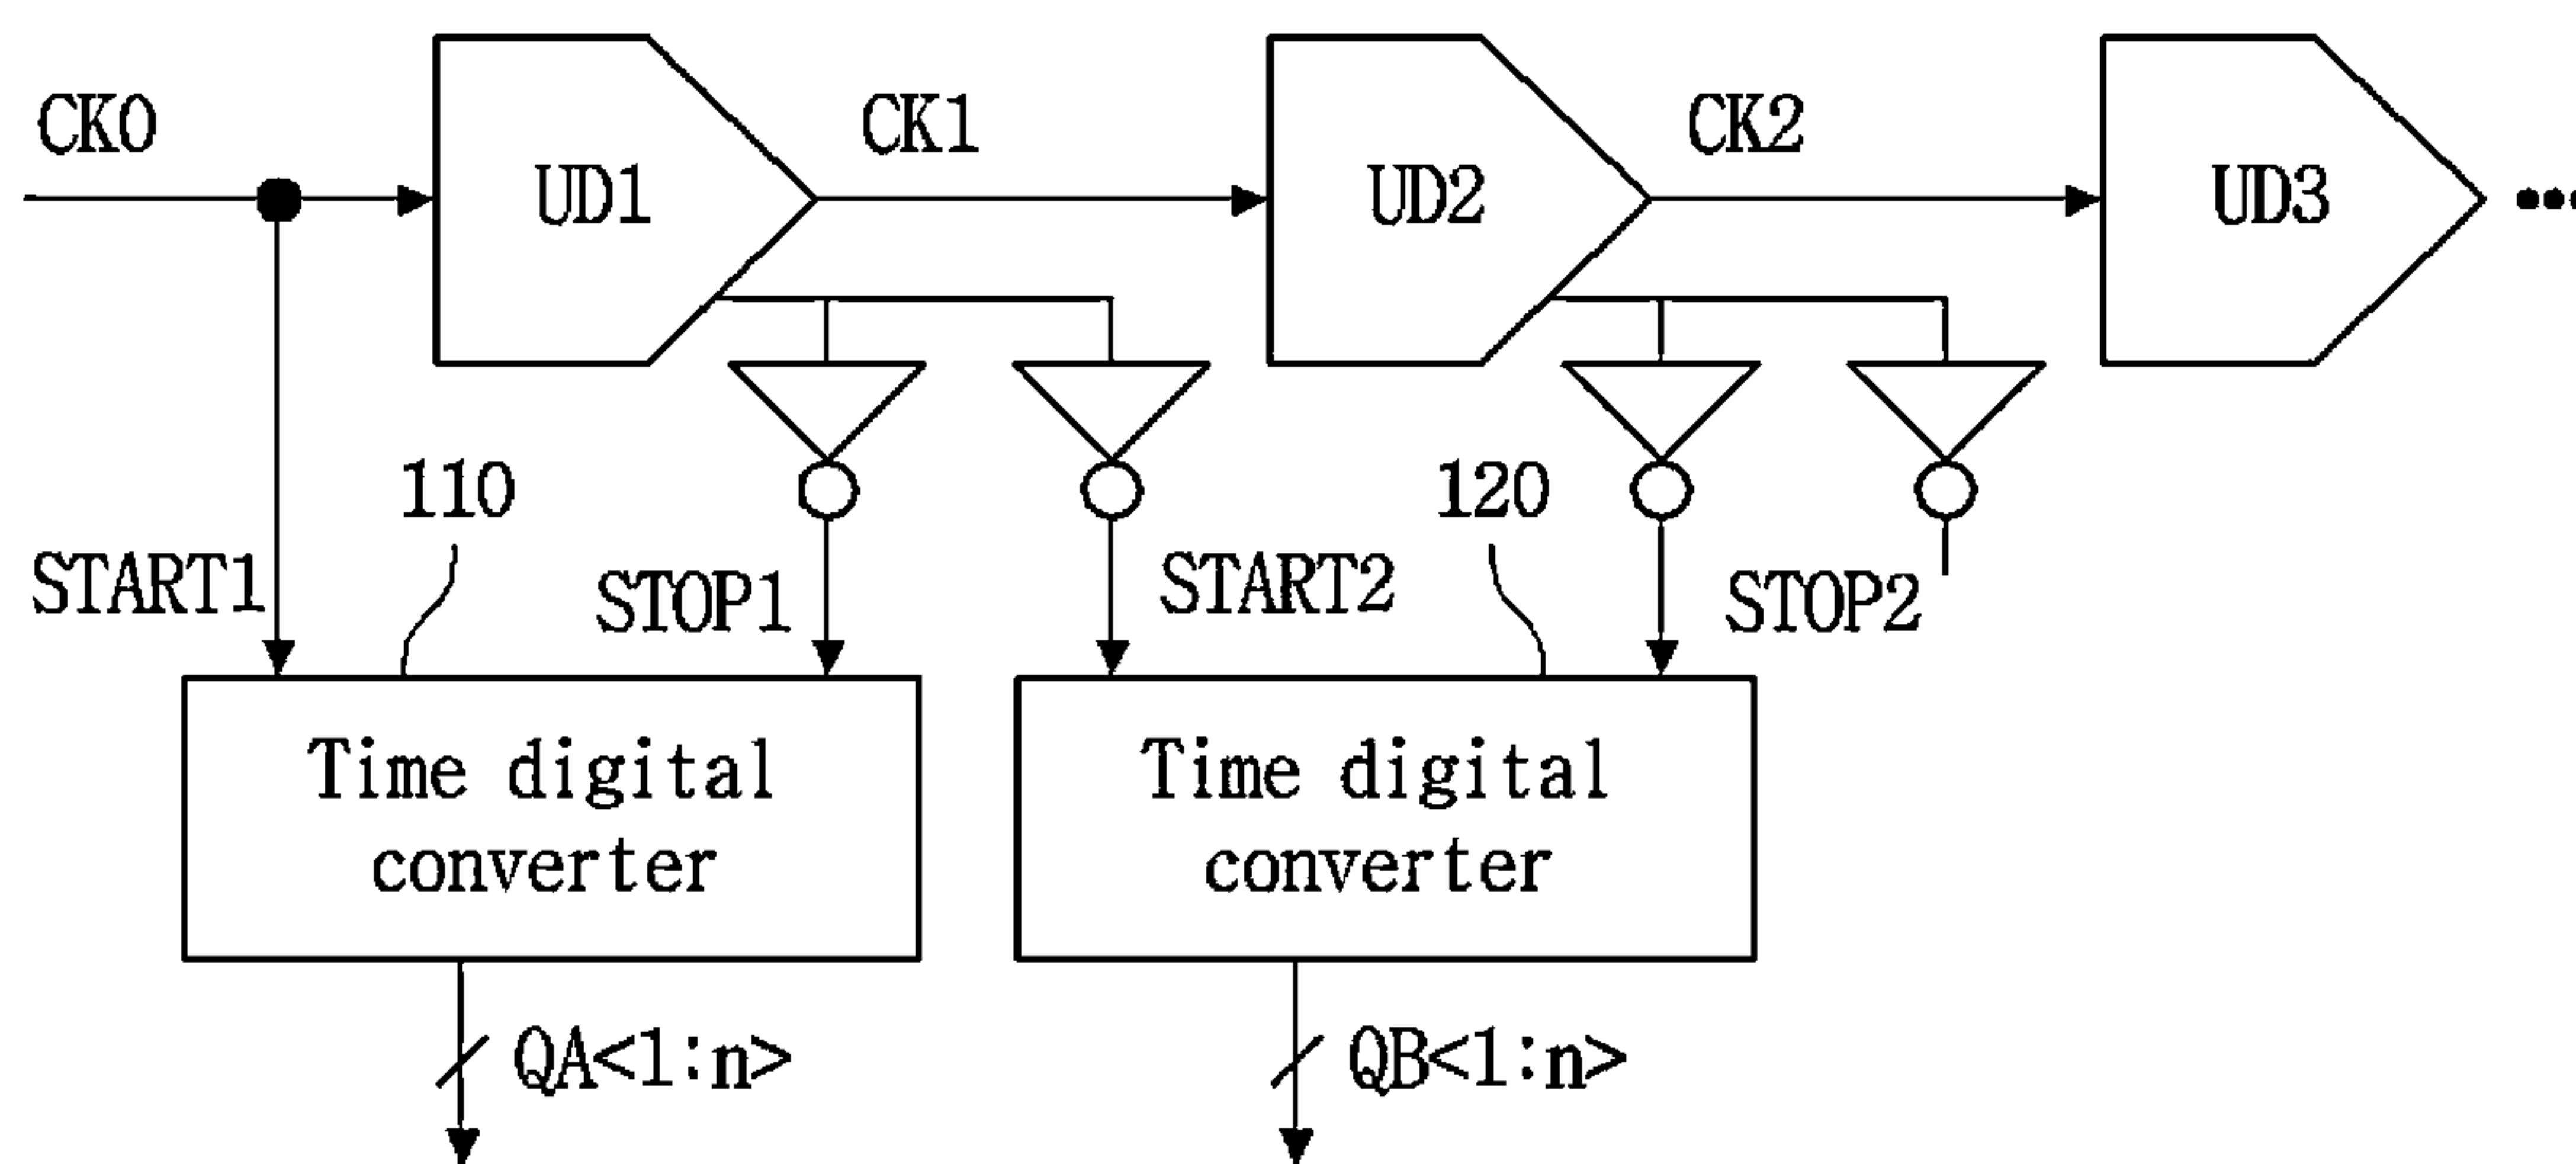 CK0
UD1
CK1
UD2
CK2
UD3
110
120
START1
STOP1
START2
STOP2
Time digital
converter
Time digital
converter
QA<1:n>
QB<1:n>